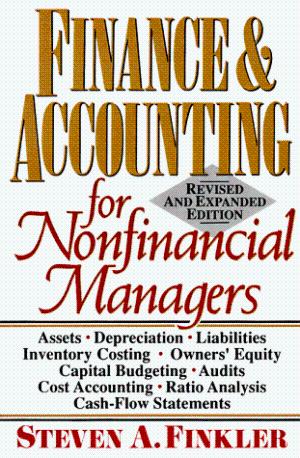 FINANCE &
ACCOUNTING
REVISED
AND EXPANDED
EDITION
for
Nonfinancial
Managers
Assets · Depreciation · Liabilities
Inventory Costing · Owners' Equity
Capital Budgeting · Audits
Cost Accounting · Ratio Analysis
Cash-Flow Statements
STEVEN A. FINKLER